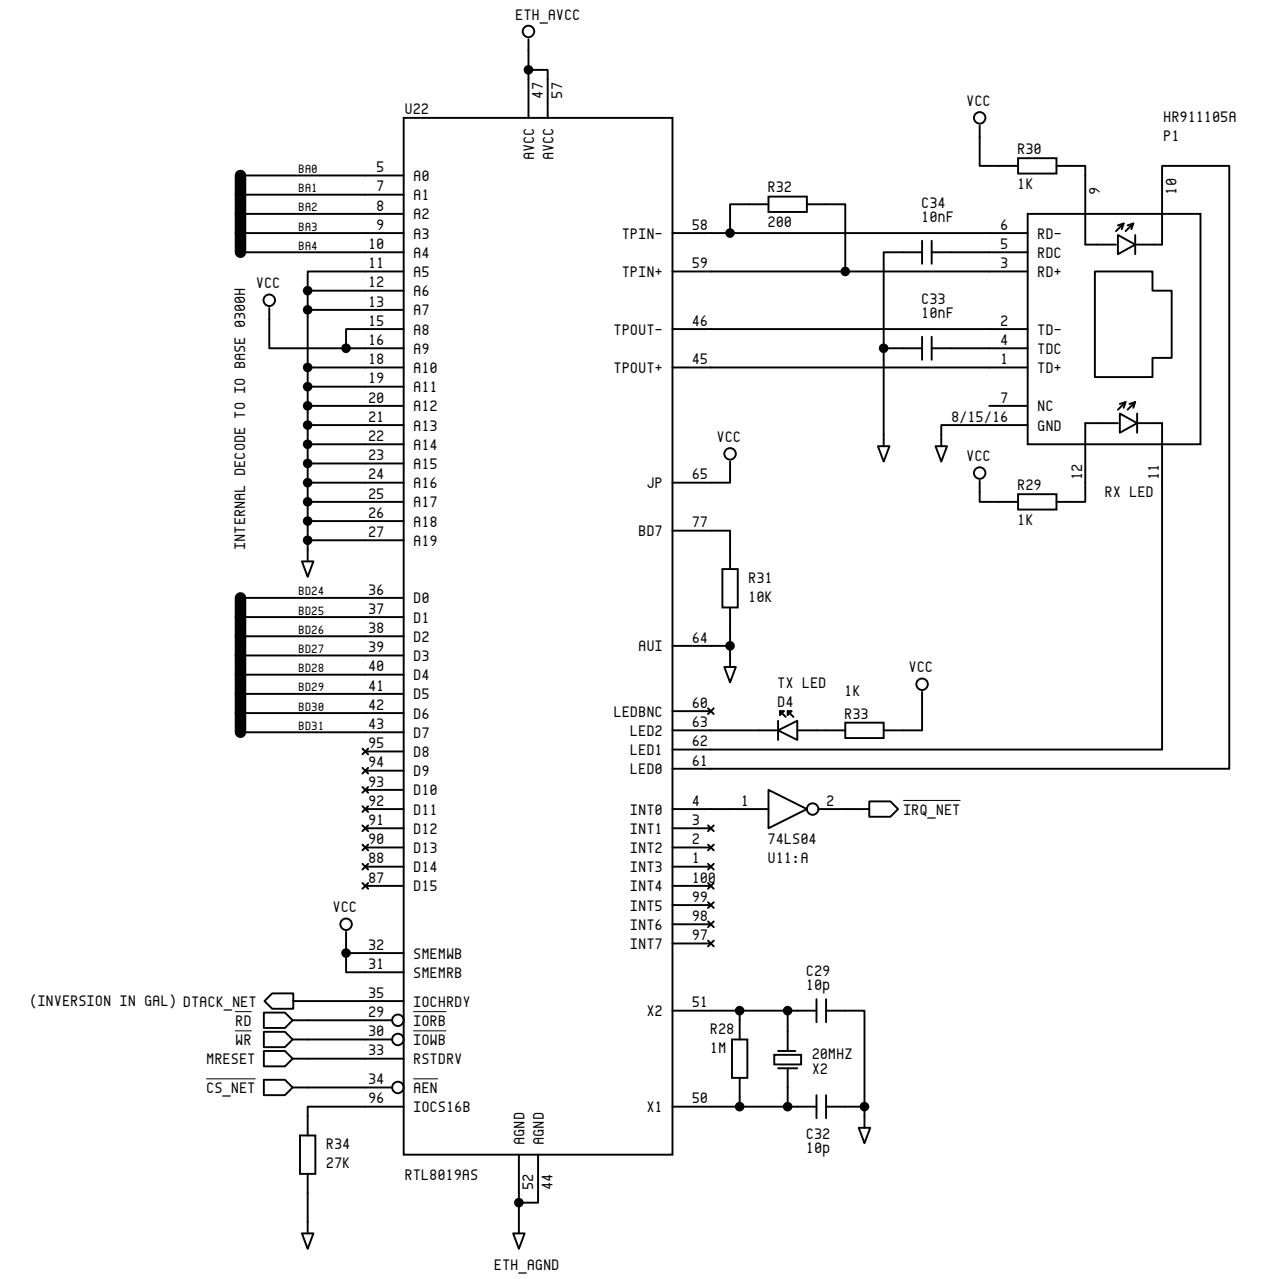 ETH_AVCC
47
57
U22
AVCC
AVCC
BA0 5 A0
BA1 7 A1
BA2 8 A2
BA3 9 A3
BA4 10 A4
11 A5
12 A6
13 A7
15 A8
16 A9
18 A10
19 A11
20 A12
21 A13
22 A14
23 A15
24 A16
25 A17
26 A18
27 A19
VCC
INTERNAL DECODE TO IO BASE 0300H
BD24 36 D0
BD25 37 D1
BD26 38 D2
BD27 39 D3
BD28 40 D4
BD29 41 D5
BD30 42 D6
BD31 43 D7
95 D8
94 D9
93 D10
92 D11
91 D12
90 D13
88 D14
87 D15
VCC
32 SMEMWB
31 SMEMRB
(INVERSION IN GAL) DTACK_NET 35 IOCHRDY
RD 29 IORB
WR 30 IOWB
MRESET 33 RSTDRV
CS_NET 34 AEN
96 IOCS16B
R34
27K
RTL8019AS
AGND
AGND
52
44
ETH_AGND
TPIN- 58
TPIN+ 59
TPOUT- 46
TPOUT+ 45
R32
200
C34
10nF
C33
10nF
VCC
R30
1K
HR911105A
P1
9
10
6 RD-
5 RDC
3 RD+
2 TD-
4 TDC
1 TD+
7 NC
8/15/16 GND
VCC
R29
1K
12
11
RX LED
JP 65
VCC
BD7 77
R31
10K
AUI 64
TX LED
D4
1K
R33
VCC
LEDBNC 60
LED2 63
LED1 62
LED0 61
INT0 4
1
2
IRQ_NET
74LS04
U11:A
INT1 3
INT2 2
INT3 1
INT4 100
INT5 99
INT6 98
INT7 97
X2 51
X1 50
R28
1M
C29
10p
20MHZ
X2
C32
10p